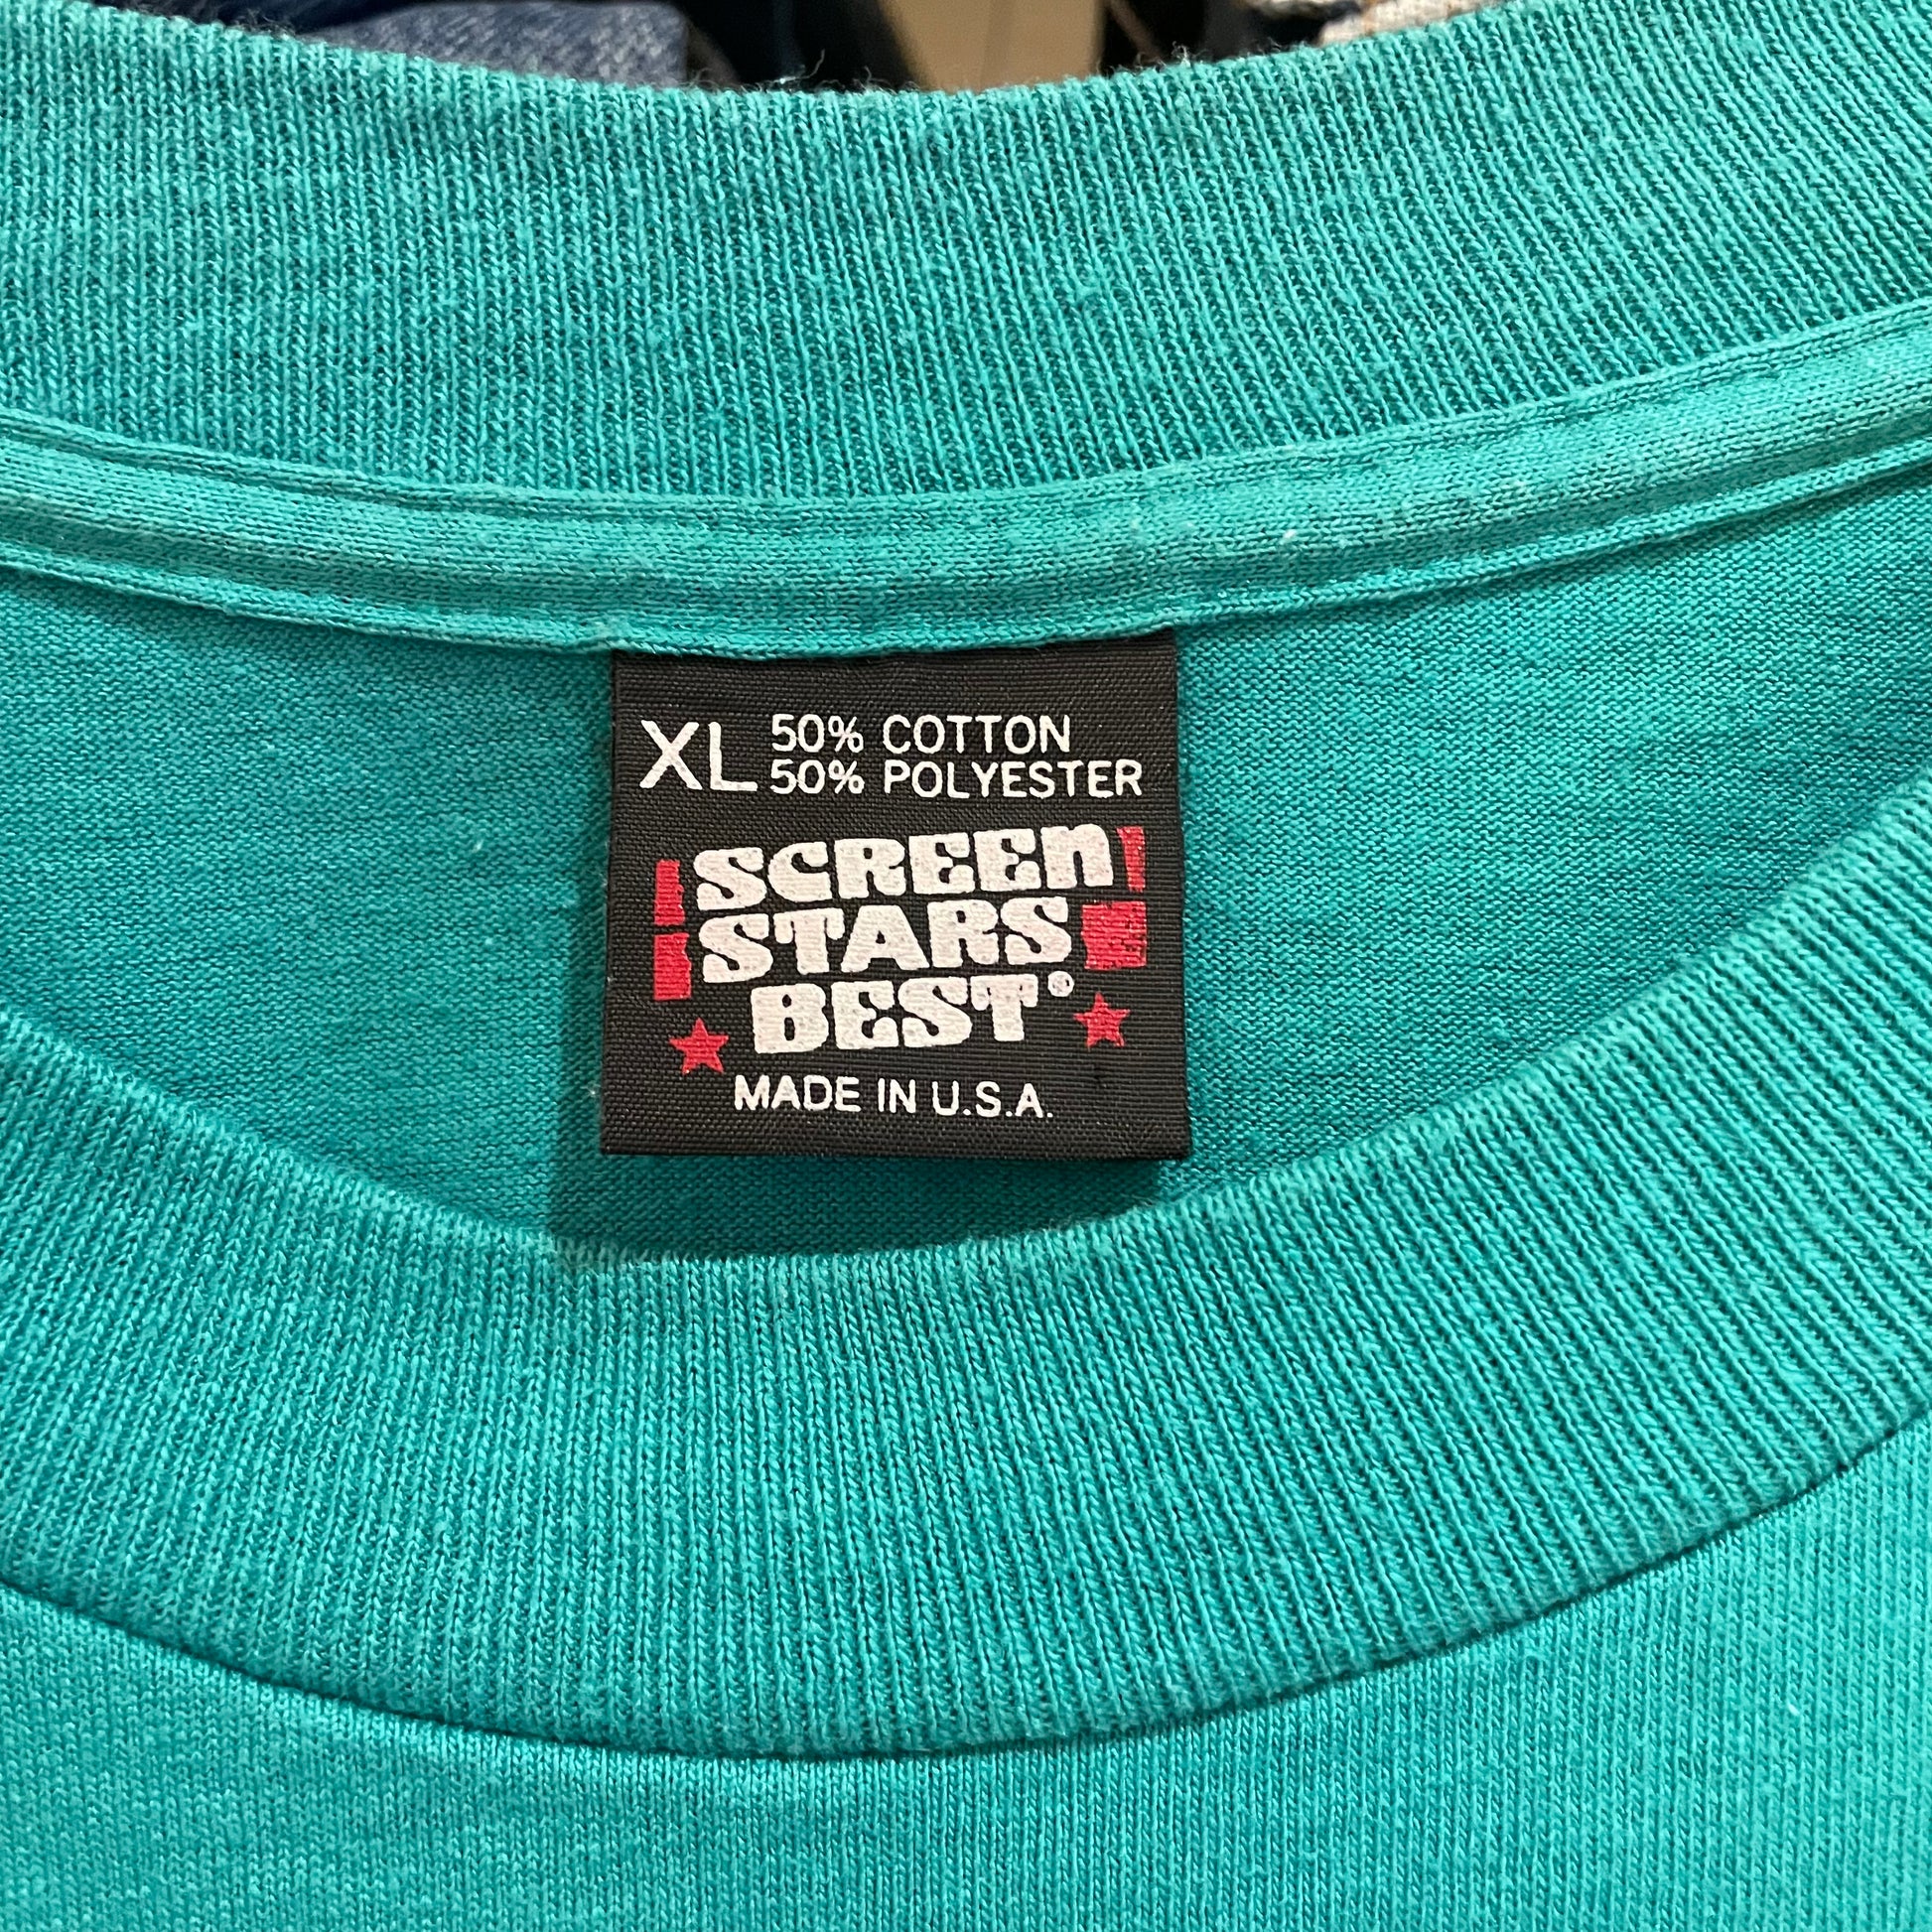 XL 50% COTTON
50% POLYESTER
SCREEN
STARS
BEST®
MADE IN U.S.A.